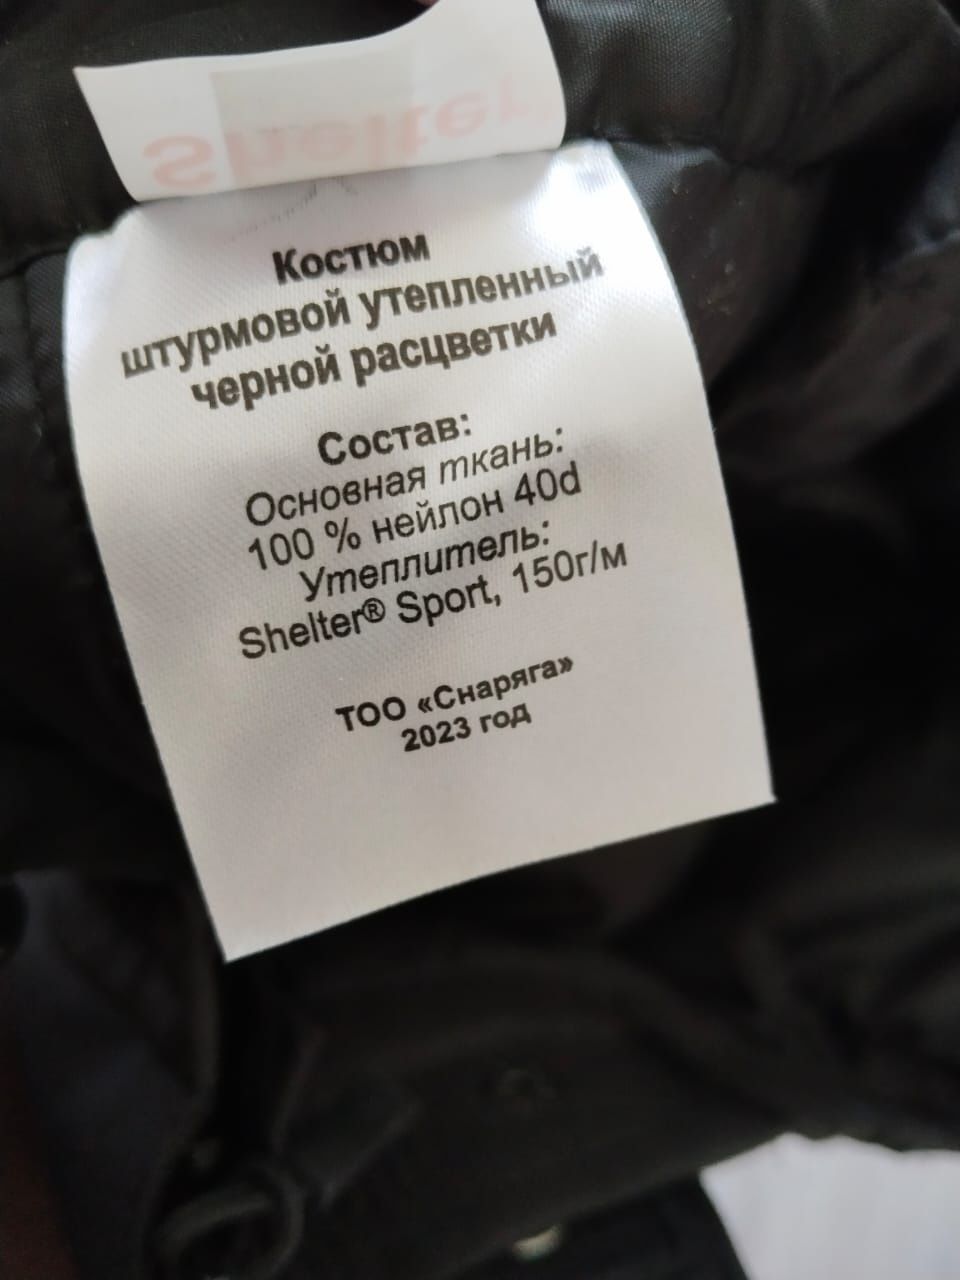 Shelter
Костюм
штурмовой утепленный
черной расцветки
Состав:
Основная ткань:
100 % нейлон 40d
Утеплитель:
Shelter® Sport, 150г/м
ТОО «Снаряга»
2023 год